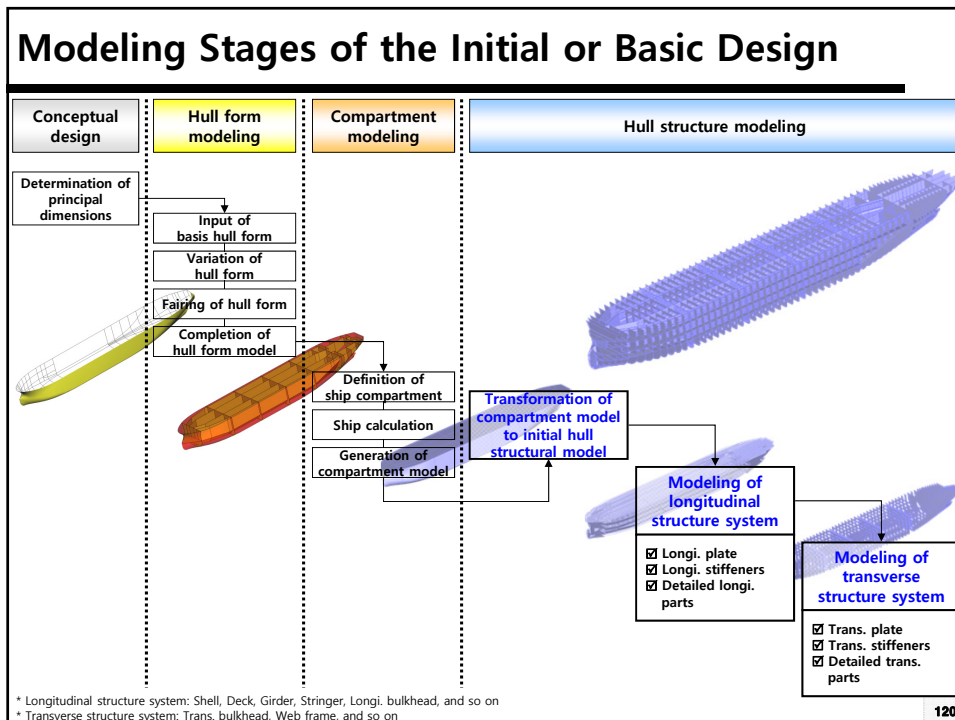 Modeling Stages of the Initial or Basic Design
Conceptual
design
Hull form
modeling
Compartment
modeling
Hull structure modeling
Determination of
principal
dimensions
Input of
basis hull form
Variation of
hull form
Fairing of hull form
Completion of
hull form model
Definition of
ship compartment
Ship calculation
Generation of
compartment model
Transformation of
compartment model
to initial hull
structural model
Modeling of
longitudinal
structure system
☑ Longi. plate
☑ Longi. stiffeners
☑ Detailed longi.
parts
Modeling of
transverse
structure system
☑ Trans. plate
☑ Trans. stiffeners
☑ Detailed trans.
parts
* Longitudinal structure system: Shell, Deck, Girder, Stringer, Longi. bulkhead, and so on
* Transverse structure system: Trans. bulkhead, Web frame, and so on
120